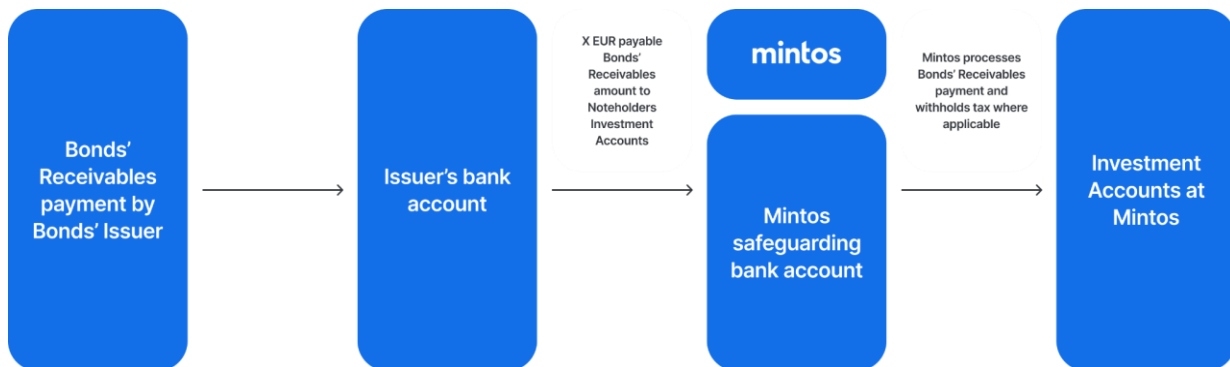 Bonds’
Receivables
payment by
Bonds’ Issuer
Issuer’s bank
account
X EUR payable
Bonds’
Receivables
amount to
Noteholders
Investment
Accounts
mintos
Mintos
safeguarding
bank account
Mintos processes
Bonds’ Receivables
payment and
withholds tax where
applicable
Investment
Accounts at
Mintos